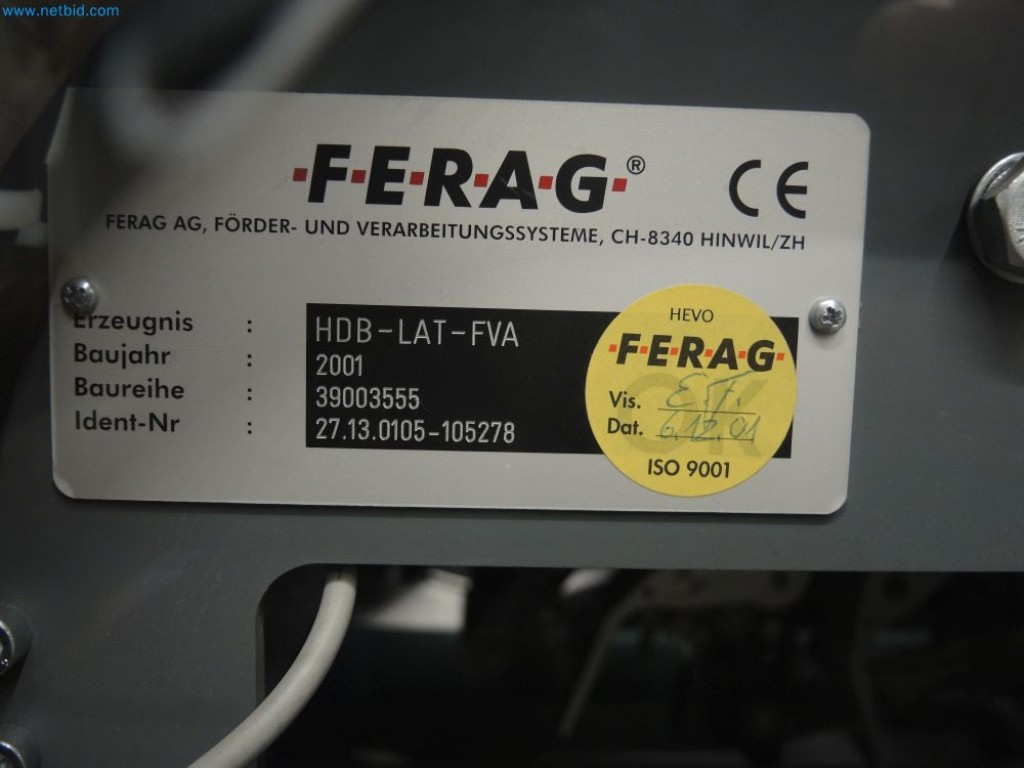 www.netbid.com
·F·E·R·A·G·®
CE
FERAG AG, FÖRDER- UND VERARBEITUNGSSYSTEME, CH-8340 HINWIL/ZH
Erzeugnis : HDB-LAT-FVA
Baujahr : 2001
Baureihe : 39003555
Ident-Nr : 27.13.0105-105278
HEVO
·F·E·R·A·G·
OK
Vis. E.T.
Dat. 6.12.01
ISO 9001